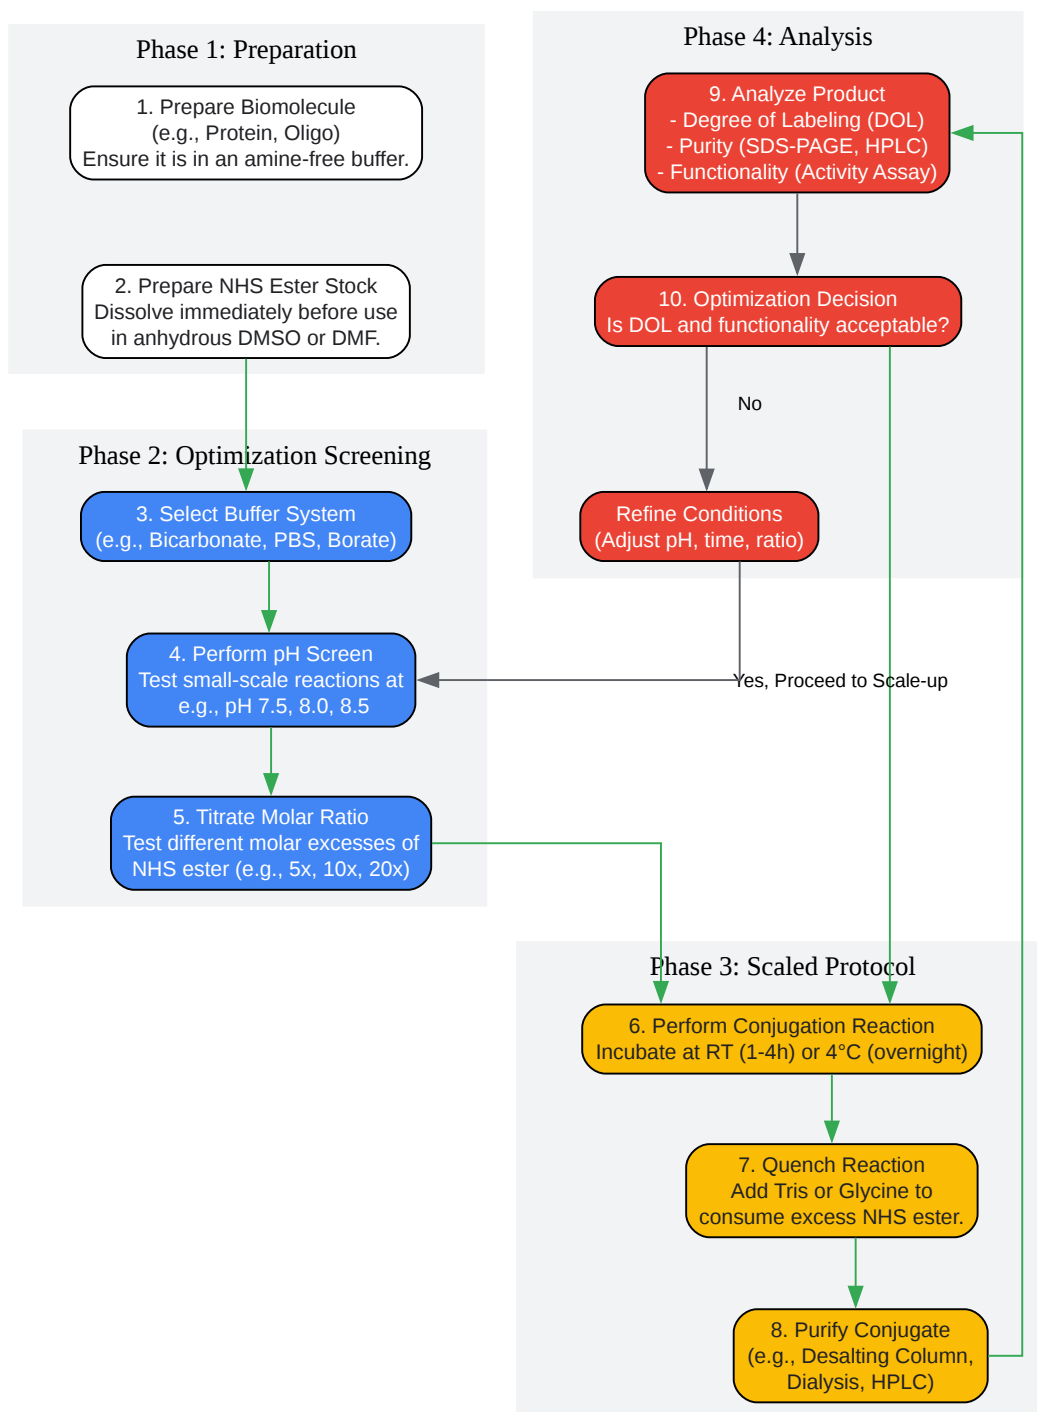 Phase 1: Preparation
1. Prepare Biomolecule
(e.g., Protein, Oligo)
Ensure it is in an amine-free buffer.
2. Prepare NHS Ester Stock
Dissolve immediately before use
in anhydrous DMSO or DMF.
Phase 2: Optimization Screening
3. Select Buffer System
(e.g., Bicarbonate, PBS, Borate)
4. Perform pH Screen
Test small-scale reactions at
e.g., pH 7.5, 8.0, 8.5
5. Titrate Molar Ratio
Test different molar excesses of
NHS ester (e.g., 5x, 10x, 20x)
Phase 4: Analysis
9. Analyze Product
- Degree of Labeling (DOL)
- Purity (SDS-PAGE, HPLC)
- Functionality (Activity Assay)
10. Optimization Decision
Is DOL and functionality acceptable?
No
Refine Conditions
(Adjust pH, time, ratio)
Yes, Proceed to Scale-up
Phase 3: Scaled Protocol
6. Perform Conjugation Reaction
Incubate at RT (1-4h) or 4°C (overnight)
7. Quench Reaction
Add Tris or Glycine to
consume excess NHS ester.
8. Purify Conjugate
(e.g., Desalting Column,
Dialysis, HPLC)